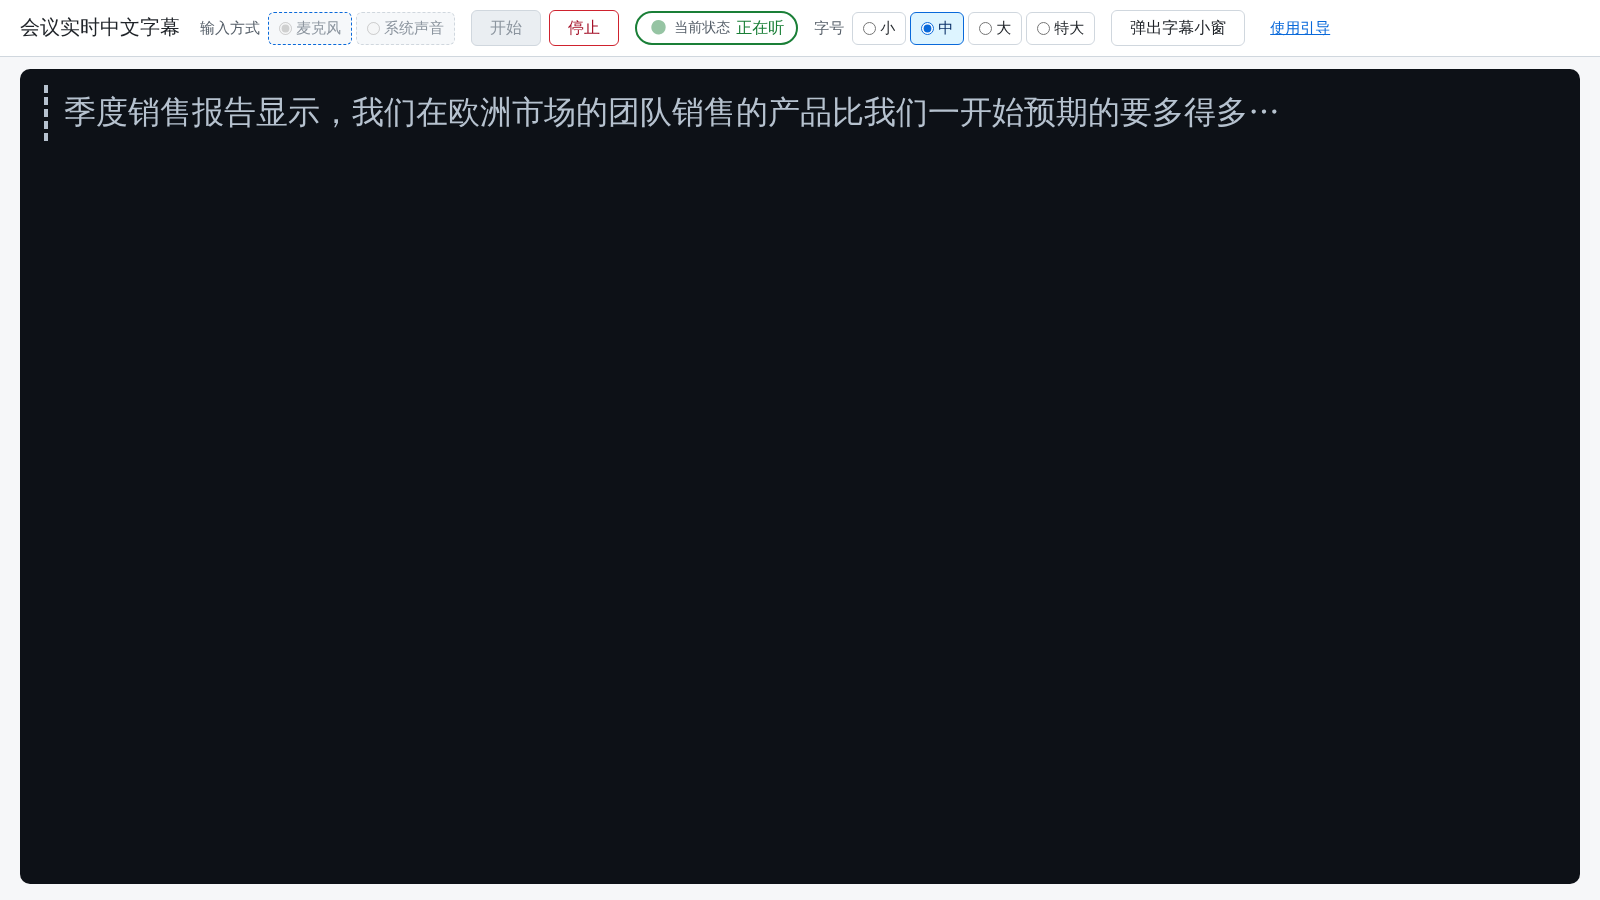 会议实时中文字幕 输入方式 麦克风 系统声音 开始 停止 当前状态 正在听 字号 小 中 大 特大 弹出字幕小窗 使用引导
季度销售报告显示，我们在欧洲市场的团队销售的产品比我们一开始预期的要多得多…